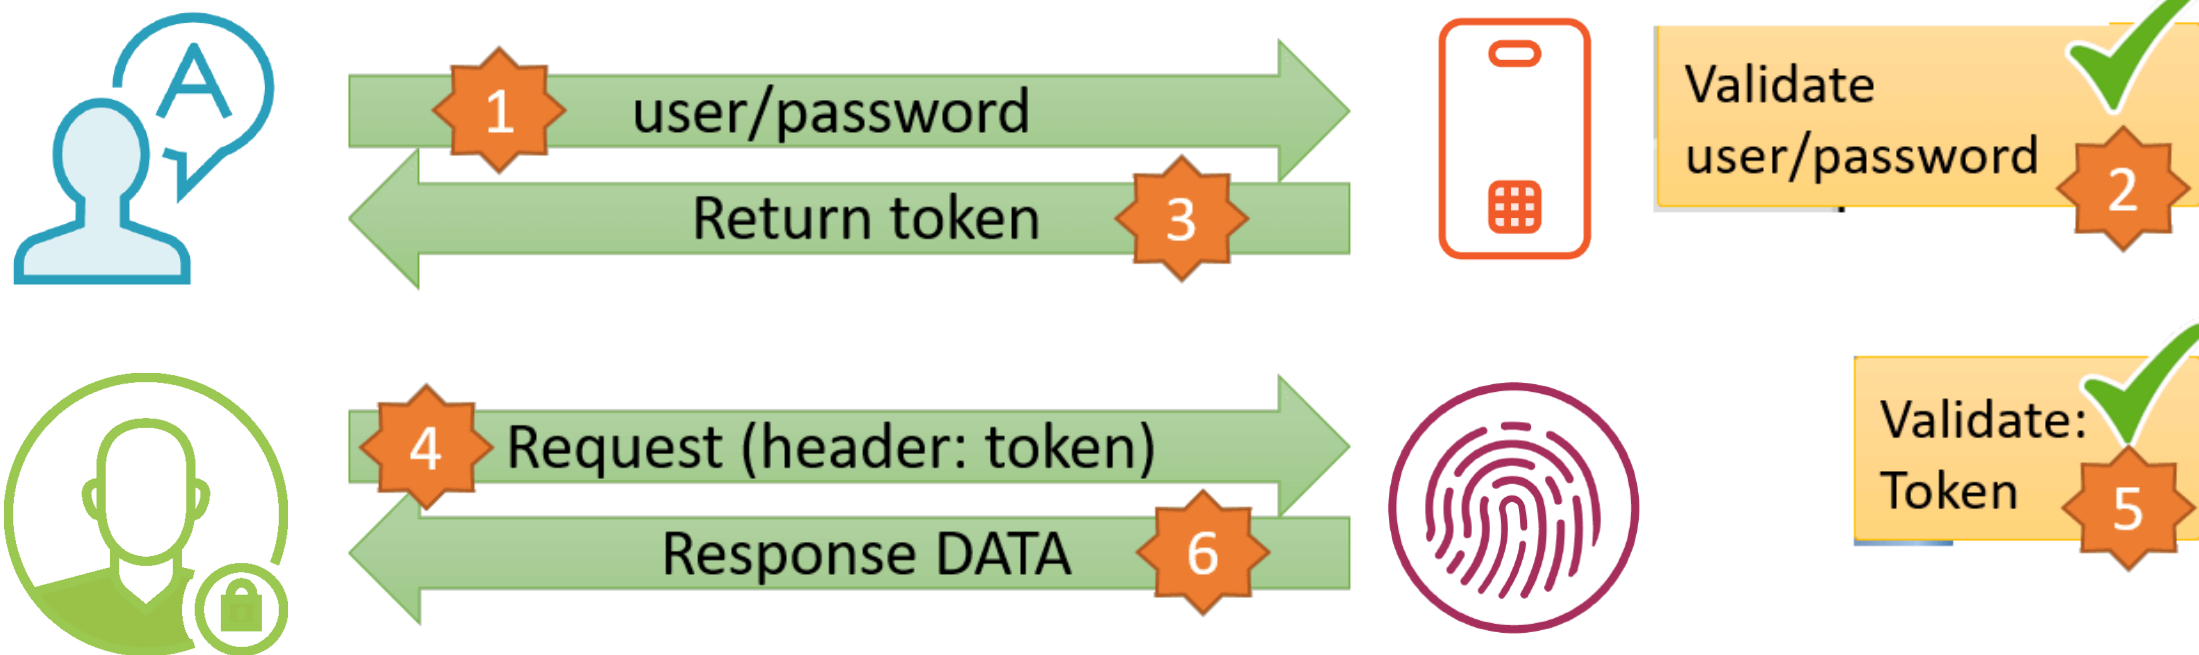 A
1 user/password
Validate
user/password
2
Return token 3
4 Request (header: token)
Validate:
Token
5
Response DATA 6